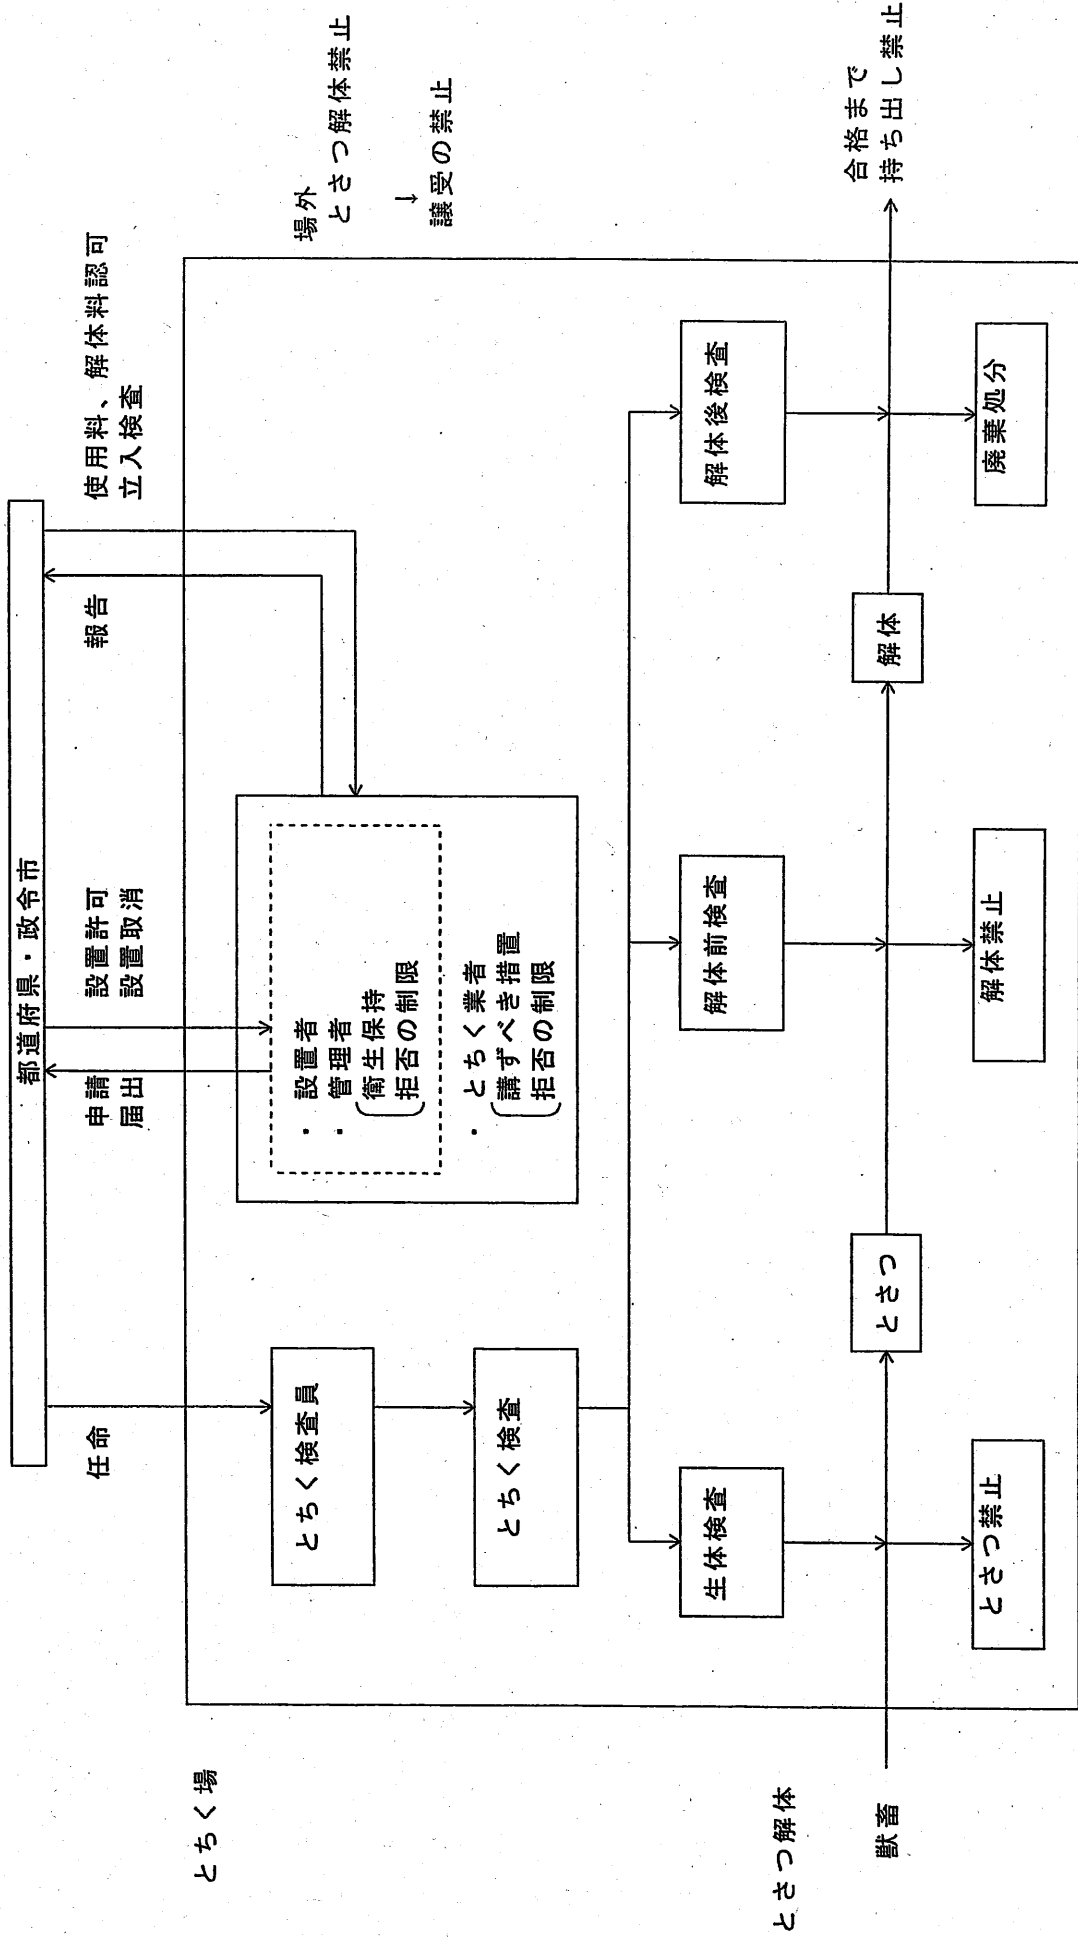 都道府県・政令市
任命
申請
届出
設置許可
設置取消
報告
使用料、解体料認可
立入検査
とちく場
とちく検査員
・設置者
・管理者
衛生保持
拒否の制限
場外
とさつ解体禁止
↓
譲受の禁止
とちく検査
・とちく業者
講ずべき措置
拒否の制限
生体検査
解体前検査
解体後検査
とさつ解体
獣畜
とさつ
解体
合格まで
持ち出し禁止
とさつ禁止
解体禁止
廃棄処分